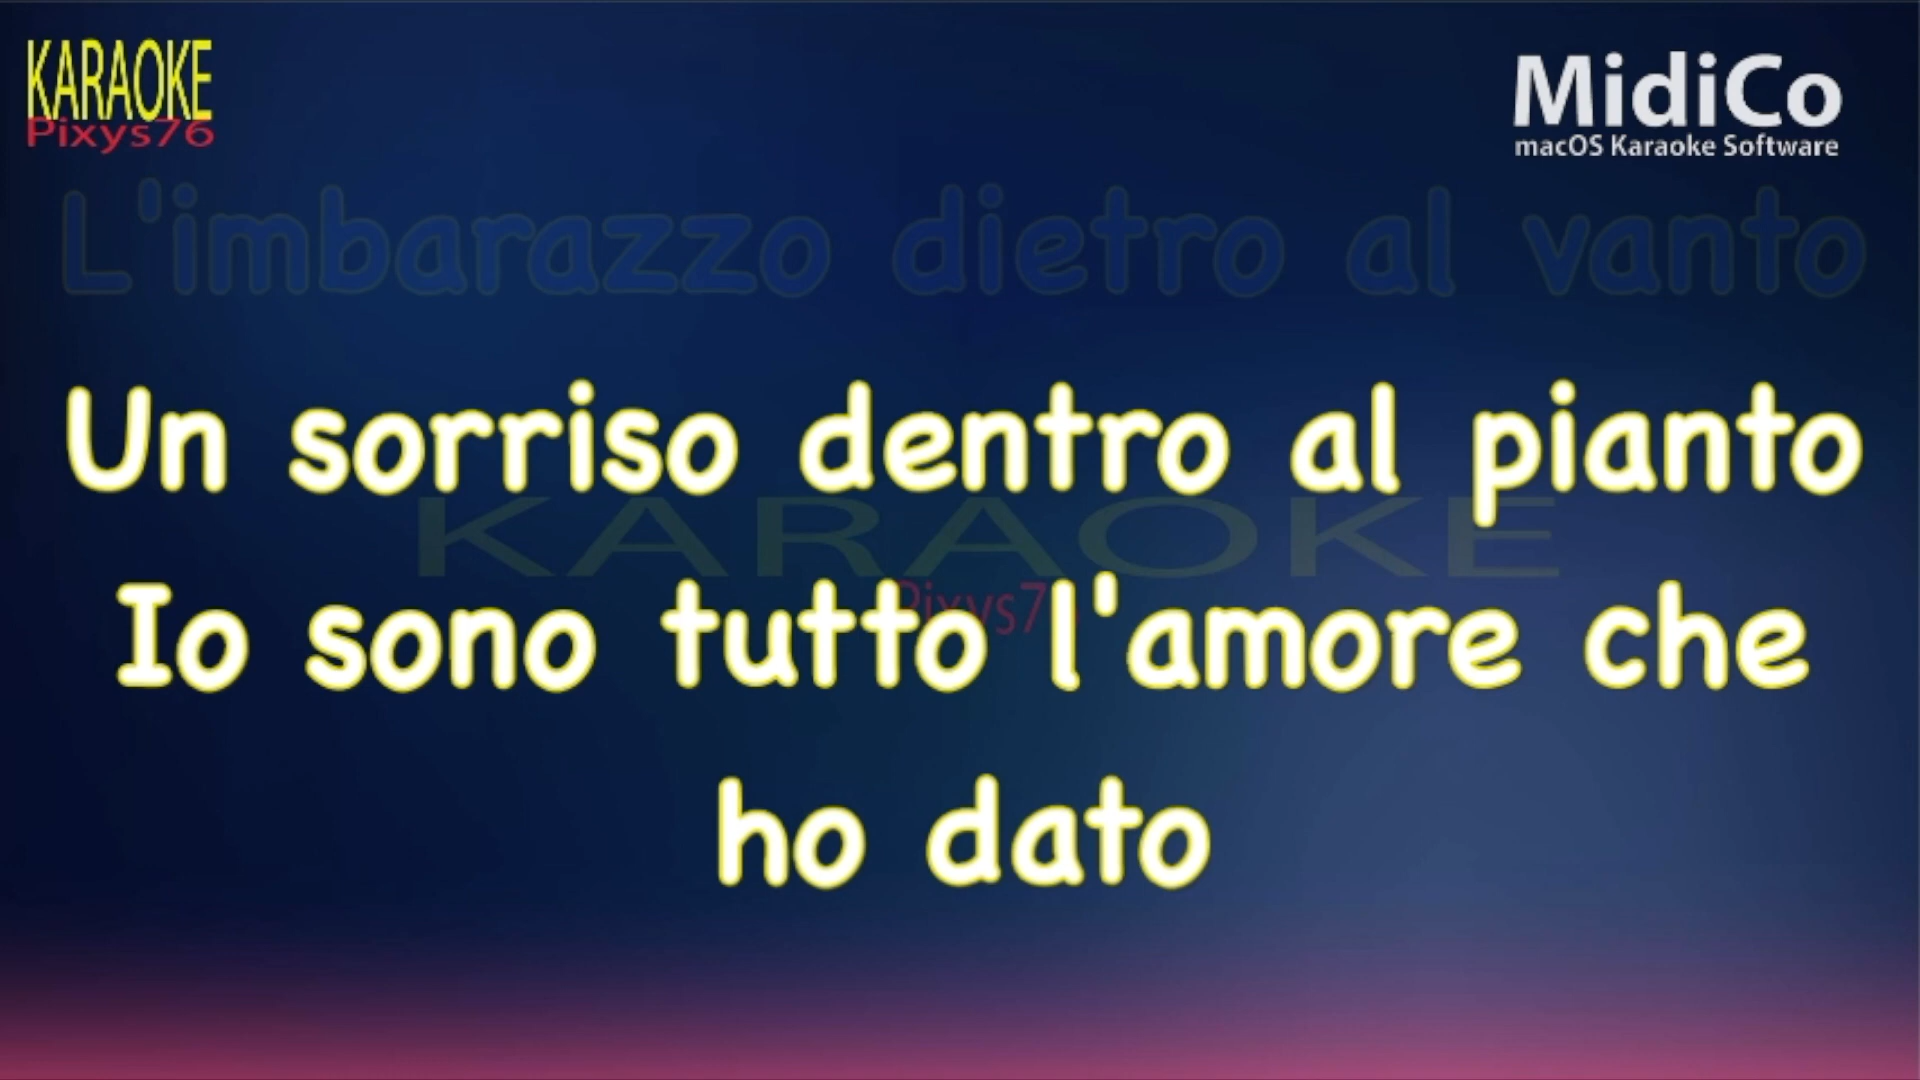 KARAOKE
Pixys76
MidiCo
macOS Karaoke Software
L'imbarazzo dietro al vanto
Un sorriso dentro al pianto
KARAOKE
Pixys7
Io sono tutto l'amore che
ho dato